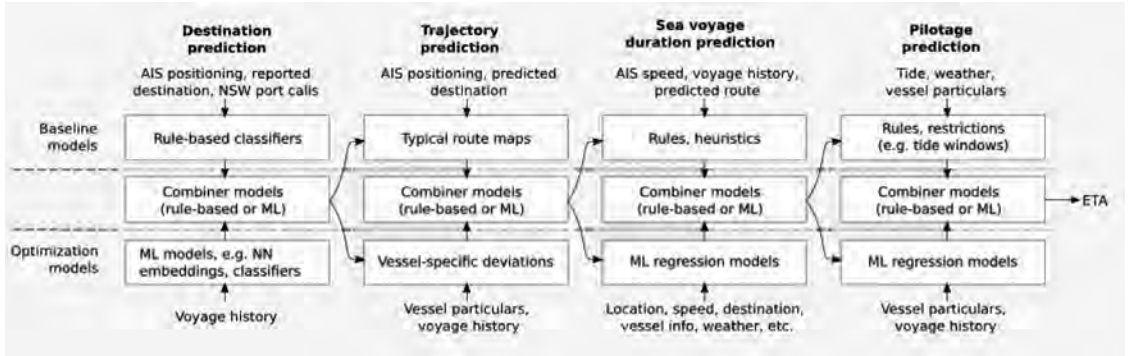 Destination
prediction
AIS positioning, reported
destination, NSW port calls
Trajectory
prediction
AIS positioning, predicted
destination
Sea voyage
duration prediction
AIS speed, voyage history,
predicted route
Pilotage
prediction
Tide, weather,
vessel particulars
Baseline
models
Rule-based classifiers
Typical route maps
Rules, heuristics
Rules, restrictions
(e.g. tide windows)
Combiner models
(rule-based or ML)
Combiner models
(rule-based or ML)
Combiner models
(rule-based or ML)
Combiner models
(rule-based or ML)
ETA
Optimization
models
ML models, e.g. NN
embeddings, classifiers
Vessel-specific deviations
ML regression models
ML regression models
Voyage history
Vessel particulars,
voyage history
Location, speed, destination,
vessel info, weather, etc.
Vessel particulars,
voyage history